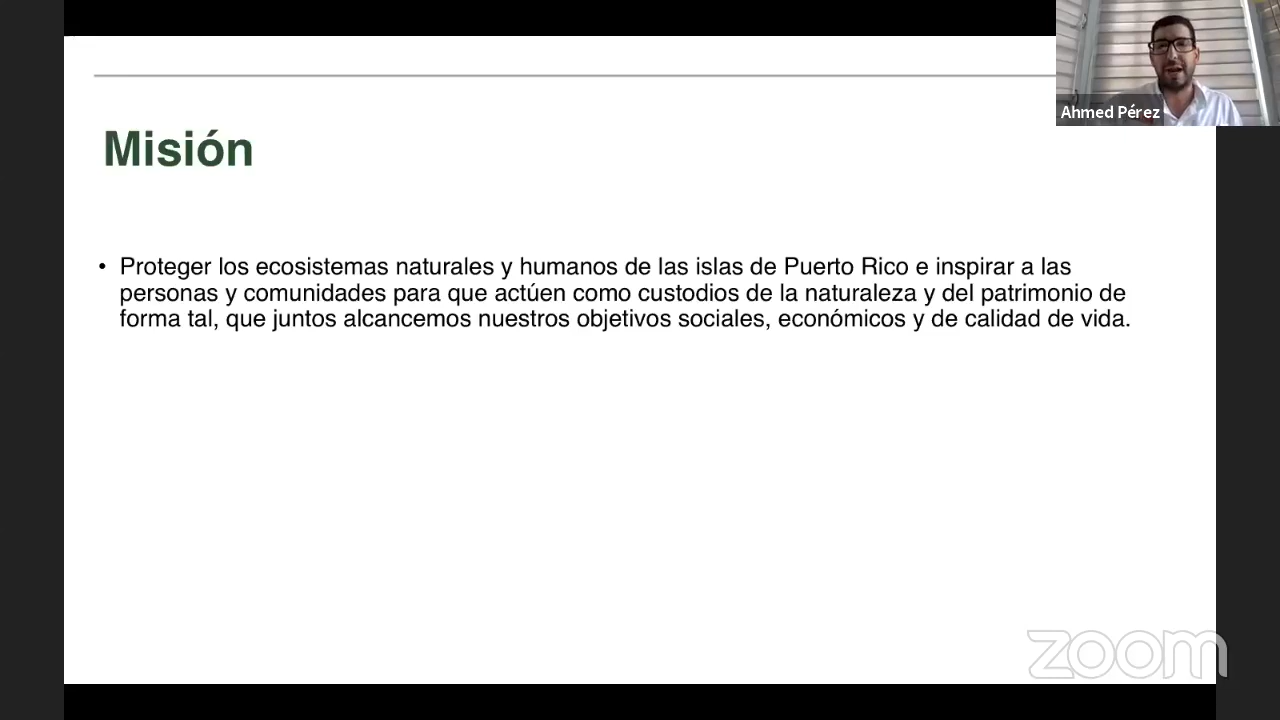 Ahmed Pérez
Misión
• Proteger los ecosistemas naturales y humanos de las islas de Puerto Rico e inspirar a las
personas y comunidades para que actúen como custodios de la naturaleza y del patrimonio de
forma tal, que juntos alcancemos nuestros objetivos sociales, económicos y de calidad de vida.
zoom